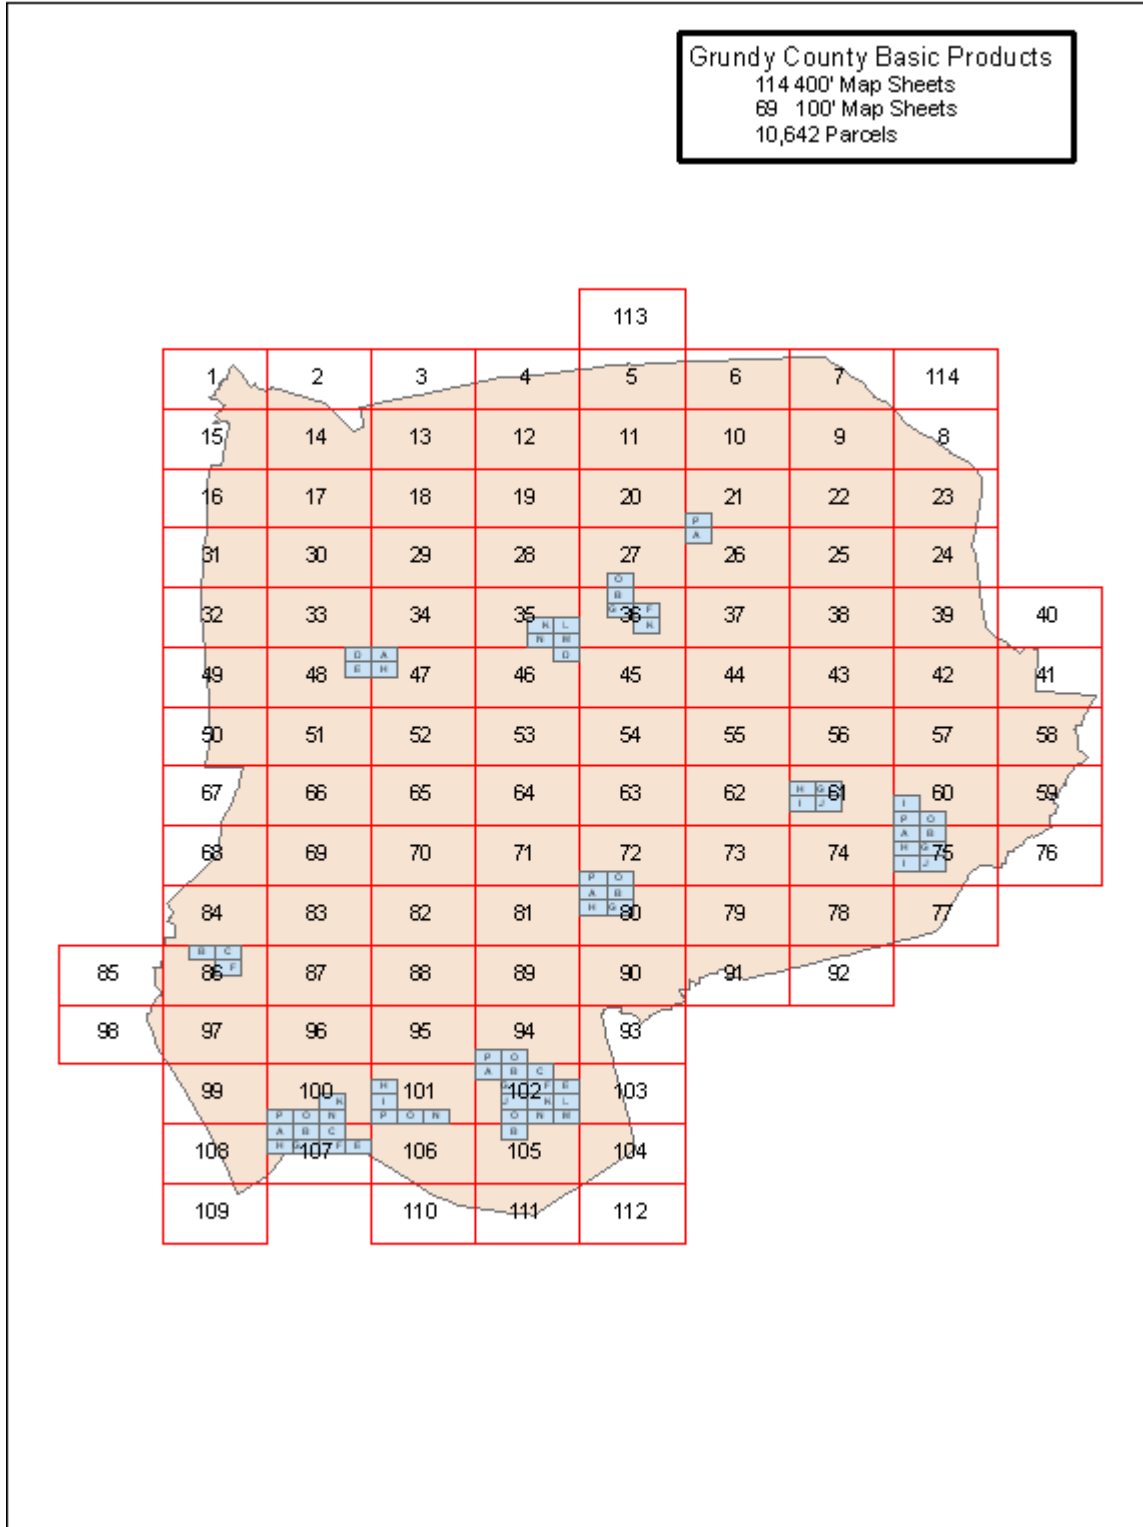 Grundy County Basic Products
114 400' Map Sheets
69 100' Map Sheets
10,642 Parcels
113
1 2 3 4 5 6 7 114
15 14 13 12 11 10 9 8
16 17 18 19 20 21 22 23
P
A
31 30 29 28 27 26 25 24
O
B
32 33 34 35 36 37 38 39 40
G F
K L K
N M
D A D
E H
49 48 47 46 45 44 43 42 41
50 51 52 53 54 55 56 57 58
67 66 65 64 63 62 61 60 59
H G
I J I
P O
A B
68 69 70 71 72 73 74 75 76
H G
I J
P O
A B
H G
84 83 82 81 80 79 78 77
B C
F
85 86 87 88 89 90 91 92
98 97 96 95 94 93
P O
A B C
99 100 101 102 103
H G F E
K I J K L
P O N P O N O N M
A B C B
H G F E
108 107 106 105 104
109 110 111 112